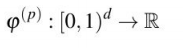 φ^{(p)} : [0,1)^d → ℝ